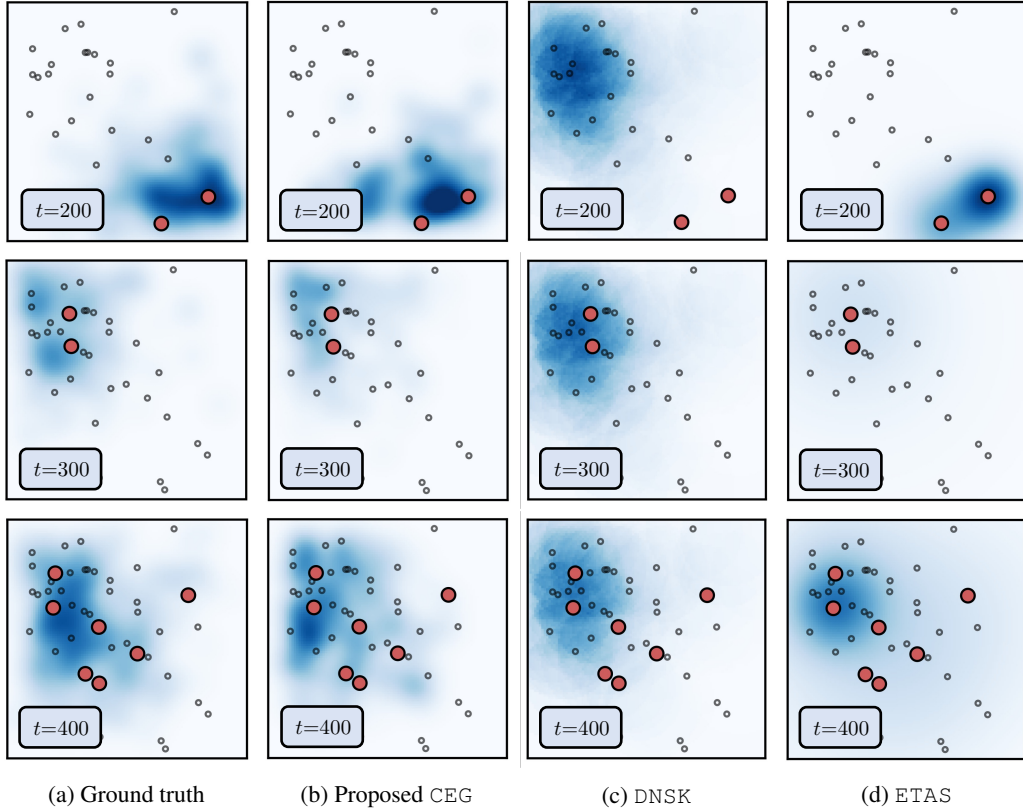 t=200 t=200 t=200 t=200
t=300 t=300 t=300 t=300
t=400 t=400 t=400 t=400
(a) Ground truth (b) Proposed CEG (c) DNSK (d) ETAS